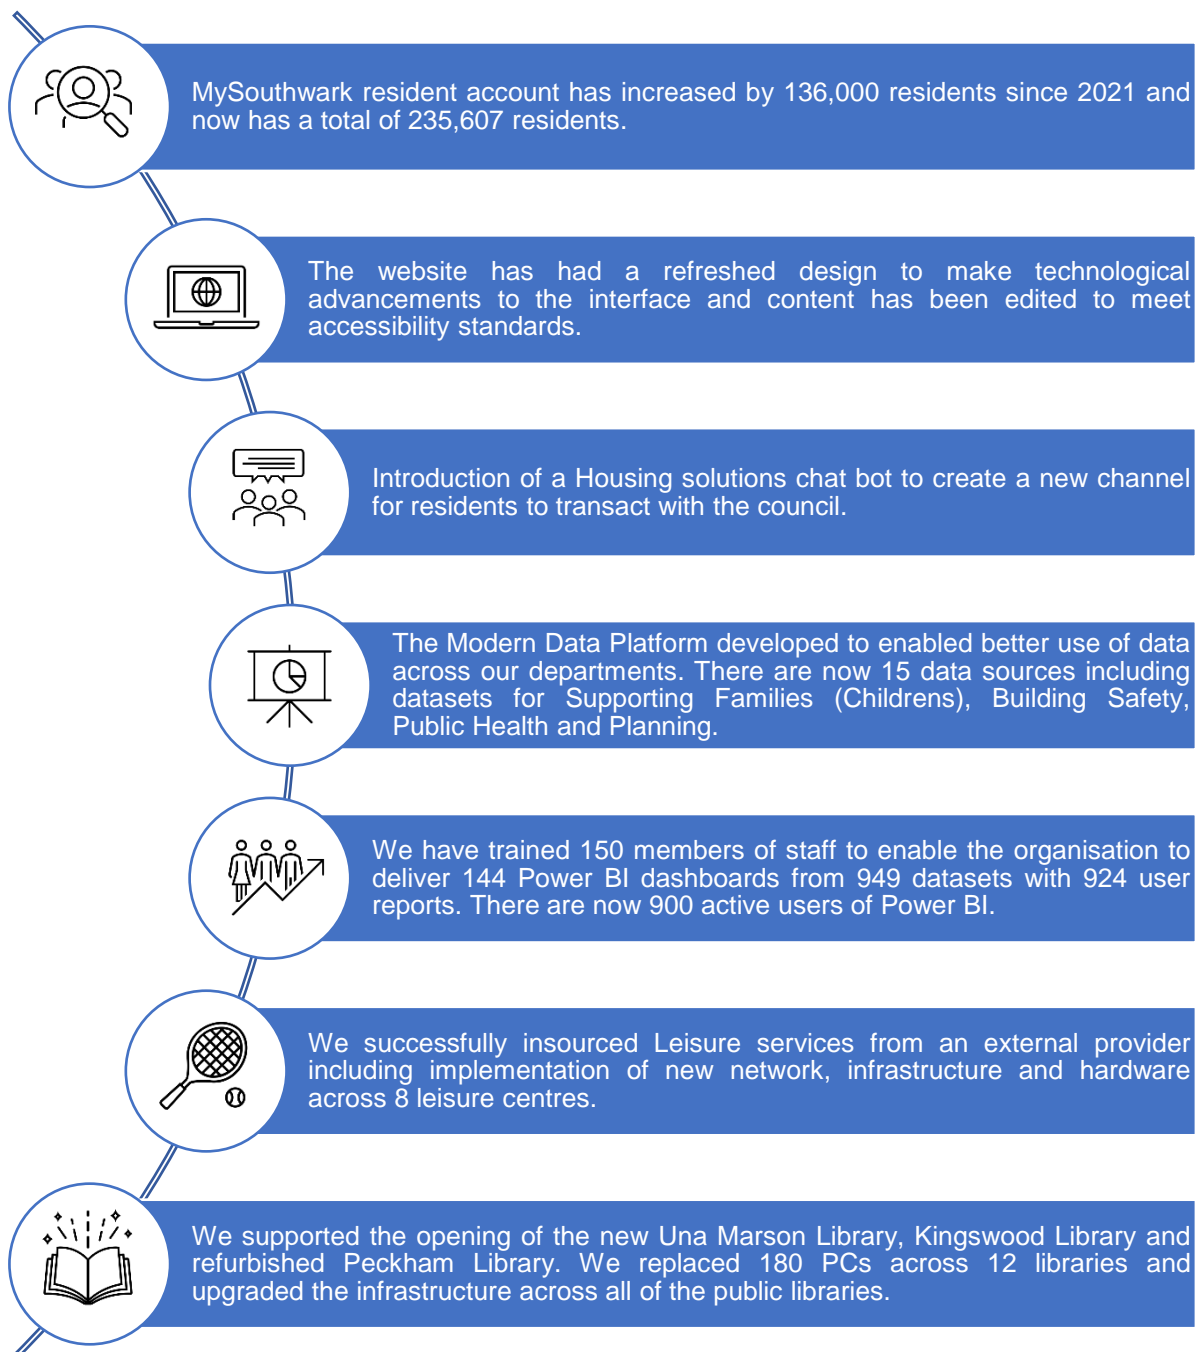 MySouthwark resident account has increased by 136,000 residents since 2021 and
now has a total of 235,607 residents.
The website has had a refreshed design to make technological
advancements to the interface and content has been edited to meet
accessibility standards.
Introduction of a Housing solutions chat bot to create a new channel
for residents to transact with the council.
The Modern Data Platform developed to enabled better use of data
across our departments. There are now 15 data sources including
datasets for Supporting Families (Childrens), Building Safety,
Public Health and Planning.
We have trained 150 members of staff to enable the organisation to
deliver 144 Power BI dashboards from 949 datasets with 924 user
reports. There are now 900 active users of Power BI.
We successfully insourced Leisure services from an external provider
including implementation of new network, infrastructure and hardware
across 8 leisure centres.
We supported the opening of the new Una Marson Library, Kingswood Library and
refurbished Peckham Library. We replaced 180 PCs across 12 libraries and
upgraded the infrastructure across all of the public libraries.